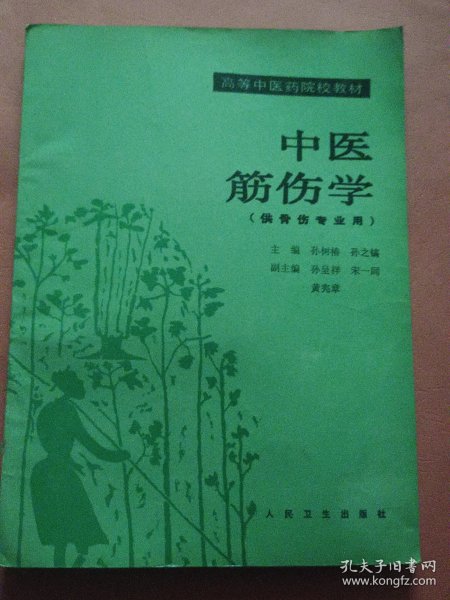 高等中医药院校教材
中医
筋伤学
（供骨伤专业用）
主编 孙树椿 孙之镐
副主编 孙呈祥 宋一同
黄宪章
人民卫生出版社
孔夫子旧书网
www.kongfz.com